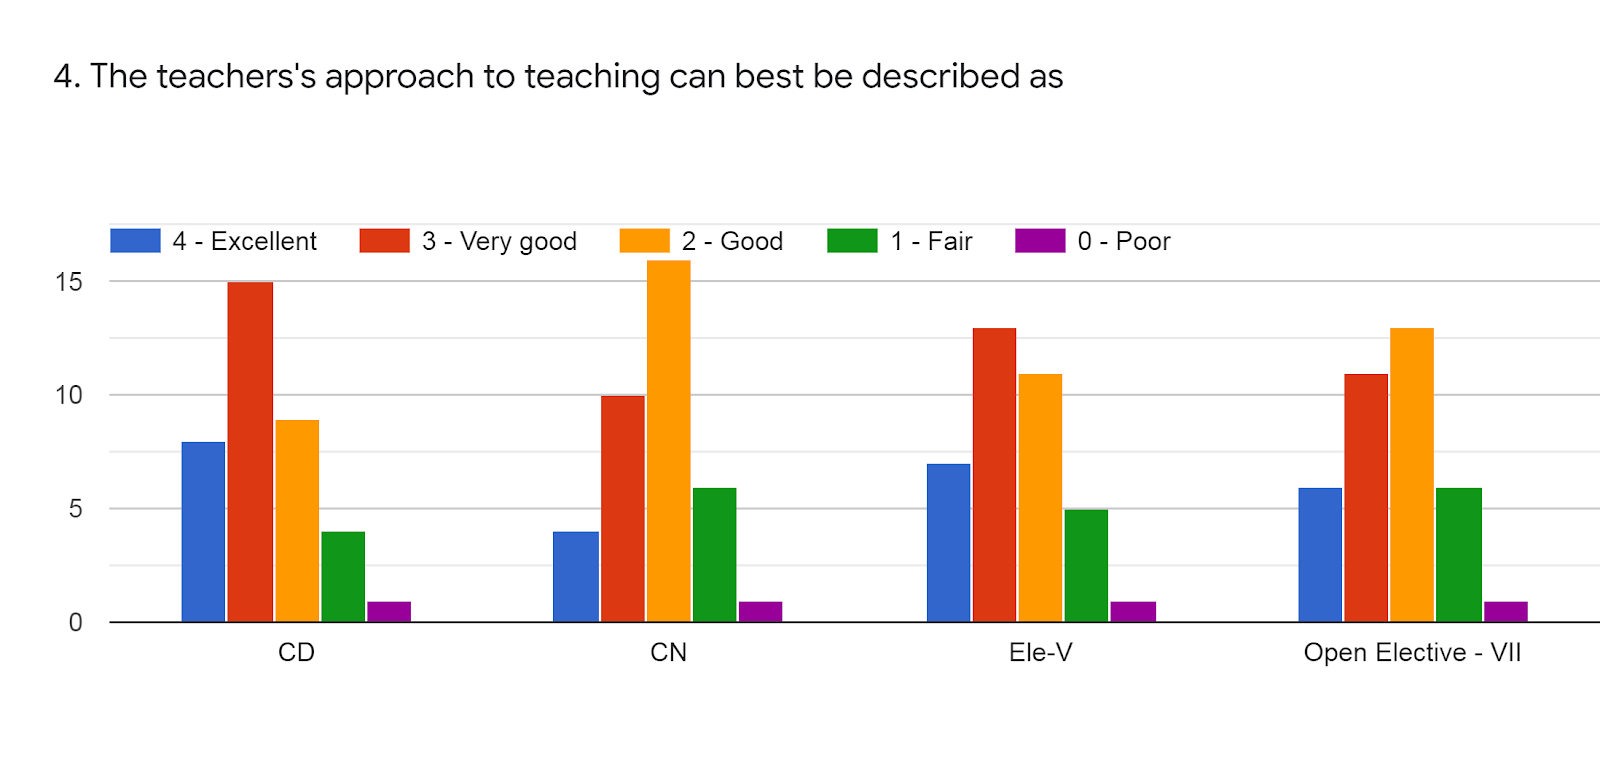 4. The teachers's approach to teaching can best be described as
4 - Excellent 3 - Very good 2 - Good 1 - Fair 0 - Poor
15
10
5
0
CD CN Ele-V Open Elective - VII